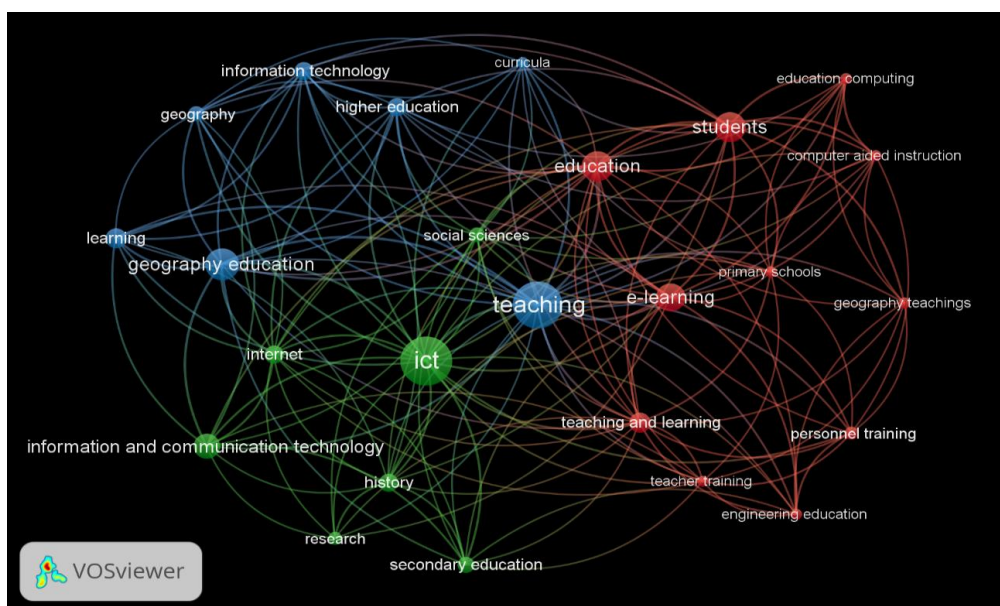 curricula
information technology
education computing
higher education
geography
students
computer aided instruction
education
social sciences
learning
geography education
primary schools
e-learning
teaching
geography teachings
internet
ict
teaching and learning
personnel training
information and communication technology
history
teacher training
engineering education
research
secondary education
VOSviewer